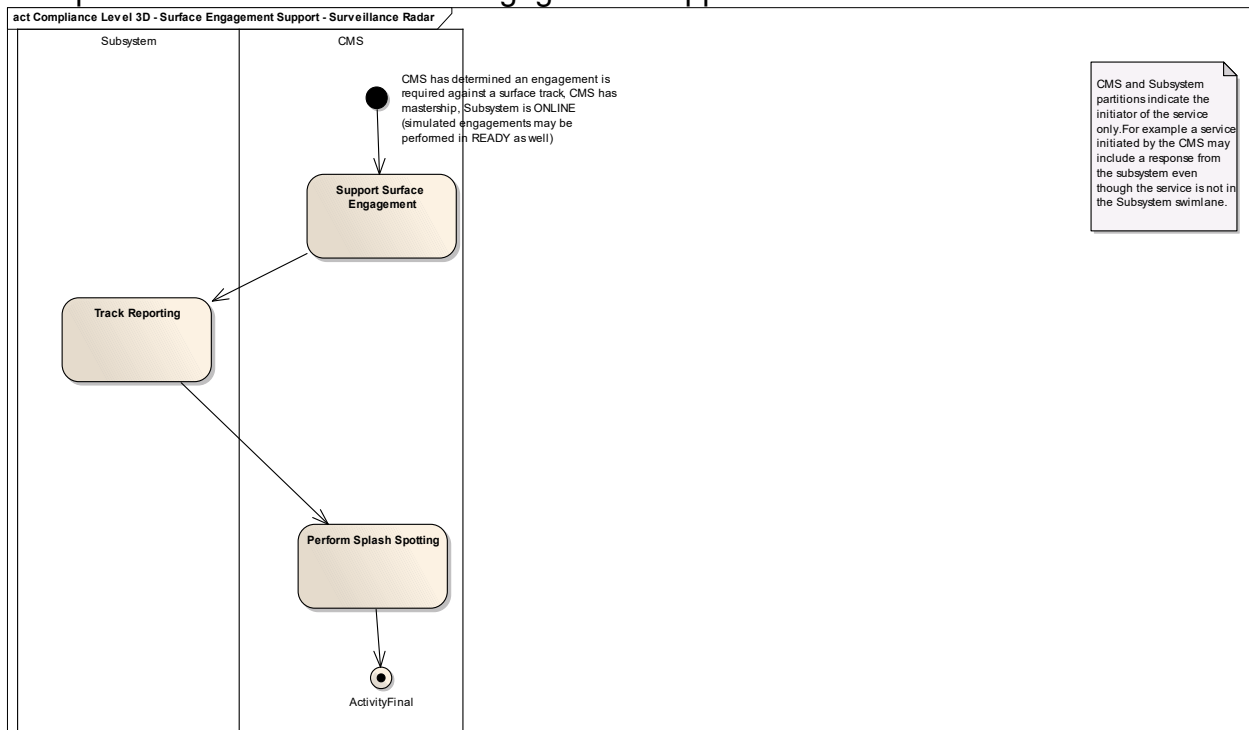 act Compliance Level 3D - Surface Engagement Support - Surveillance Radar
Subsystem
CMS
CMS has determined an engagement is
required against a surface track, CMS has
mastership, Subsystem is ONLINE
(simulated engagements may be
performed in READY as well)
CMS and Subsystem
partitions indicate the
initiator of the service
only.For example a service
initiated by the CMS may
include a response from
the subsystem even
though the service is not in
the Subsystem swimlane.
Support Surface
Engagement
Track Reporting
Perform Splash Spotting
ActivityFinal